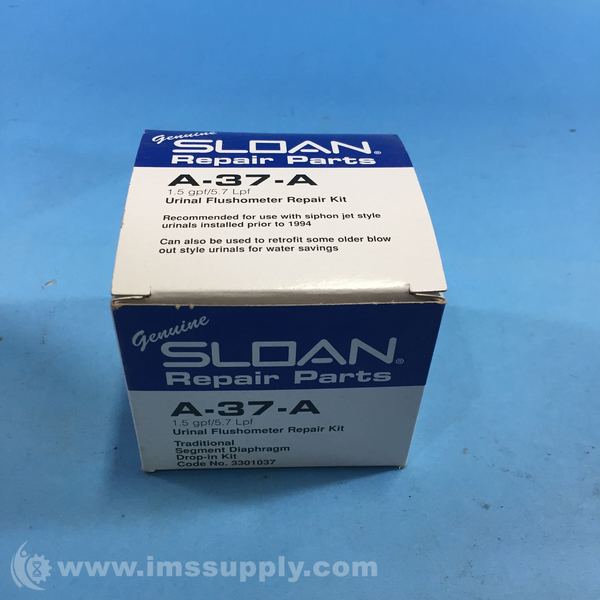 Genuine
SLOAN®
Repair Parts
A-37-A
1.5 gpf/5.7 Lpf
Urinal Flushometer Repair Kit
Recommended for use with siphon jet style
urinals installed prior to 1994
Can also be used to retrofit some older blow
out style urinals for water savings
Genuine
SLOAN®
Repair Parts
A-37-A
1.5 gpf/5.7 Lpf
Urinal Flushometer Repair Kit
Traditional
Segment Diaphragm
Drop-in Kit
Code No. 3301037
www.imssupply.com